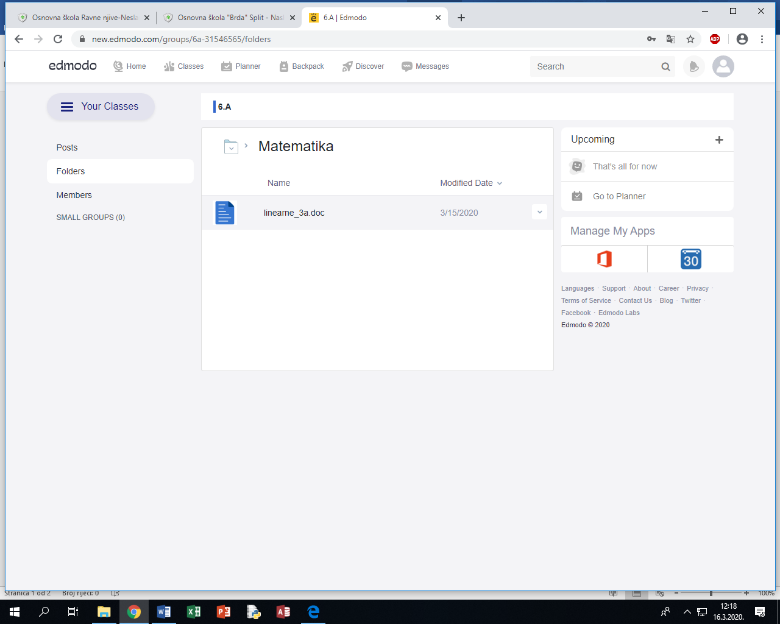 Osnovna škola Ravne njive-Nesla
Osnovna škola "Brda" Split - Nas
6.A | Edmodo
new.edmodo.com/groups/6a-31546565/folders
ABP
edmodo
Home
Classes
Planner
Backpack
Discover
Messages
Search
Your Classes
6.A
Posts
Folders
Members
SMALL GROUPS (0)
Matematika
Name
Modified Date
linearne_3a.doc
3/15/2020
Upcoming
That's all for now
Go to Planner
Manage My Apps
30
Languages · Support · About · Career · Privacy ·
Terms of Service · Contact Us · Blog · Twitter ·
Facebook · Edmodo Labs
Edmodo © 2020
Stranica 1 od 2 Broj riječi: 0
100%
12:18
16.3.2020.